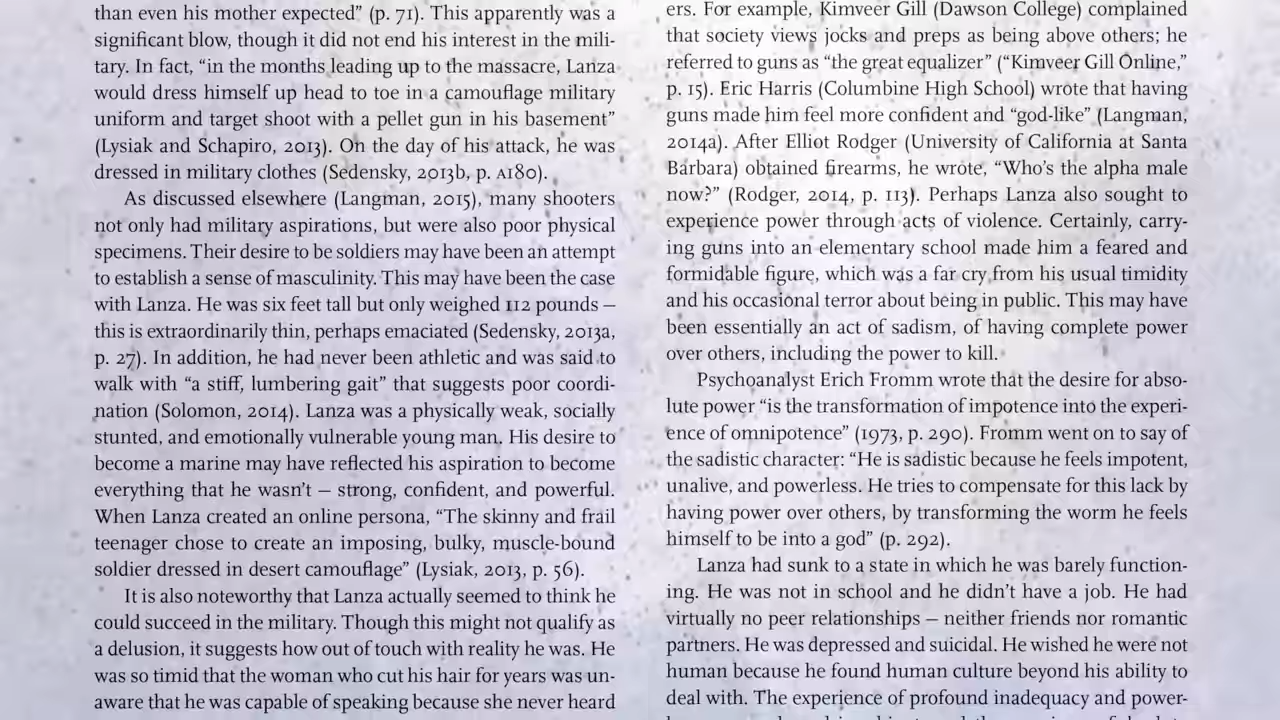 than even his mother expected” (p. 71). This apparently was a
significant blow, though it did not end his interest in the mili-
tary. In fact, “in the months leading up to the massacre, Lanza
would dress himself up head to toe in a camouflage military
uniform and target shoot with a pellet gun in his basement”
(Lysiak and Schapiro, 2013). On the day of his attack, he was
dressed in military clothes (Sedensky, 2013b, p. A180).
As discussed elsewhere (Langman, 2015), many shooters
not only had military aspirations, but were also poor physical
specimens. Their desire to be soldiers may have been an attempt
to establish a sense of masculinity. This may have been the case
with Lanza. He was six feet tall but only weighed 112 pounds –
this is extraordinarily thin, perhaps emaciated (Sedensky, 2013a,
p. 27). In addition, he had never been athletic and was said to
walk with “a stiff, lumbering gait” that suggests poor coordi-
nation (Solomon, 2014). Lanza was a physically weak, socially
stunted, and emotionally vulnerable young man. His desire to
become a marine may have reflected his aspiration to become
everything that he wasn’t – strong, confident, and powerful.
When Lanza created an online persona, “The skinny and frail
teenager chose to create an imposing, bulky, muscle-bound
soldier dressed in desert camouflage” (Lysiak, 2013, p. 56).
It is also noteworthy that Lanza actually seemed to think he
could succeed in the military. Though this might not qualify as
a delusion, it suggests how out of touch with reality he was. He
was so timid that the woman who cut his hair for years was un-
aware that he was capable of speaking because she never heard
ers. For example, Kimveer Gill (Dawson College) complained
that society views jocks and preps as being above others; he
referred to guns as “the great equalizer” (“Kimveer Gill Online,”
p. 15). Eric Harris (Columbine High School) wrote that having
guns made him feel more confident and “god-like” (Langman,
2014a). After Elliot Rodger (University of California at Santa
Barbara) obtained firearms, he wrote, “Who’s the alpha male
now?” (Rodger, 2014, p. 113). Perhaps Lanza also sought to
experience power through acts of violence. Certainly, carry-
ing guns into an elementary school made him a feared and
formidable figure, which was a far cry from his usual timidity
and his occasional terror about being in public. This may have
been essentially an act of sadism, of having complete power
over others, including the power to kill.
Psychoanalyst Erich Fromm wrote that the desire for abso-
lute power “is the transformation of impotence into the experi-
ence of omnipotence” (1973, p. 290). Fromm went on to say of
the sadistic character: “He is sadistic because he feels impotent,
unalive, and powerless. He tries to compensate for this lack by
having power over others, by transforming the worm he feels
himself to be into a god” (p. 292).
Lanza had sunk to a state in which he was barely function-
ing. He was not in school and he didn’t have a job. He had
virtually no peer relationships – neither friends nor romantic
partners. He was depressed and suicidal. He wished he were not
human because he found human culture beyond his ability to
deal with. The experience of profound inadequacy and power-